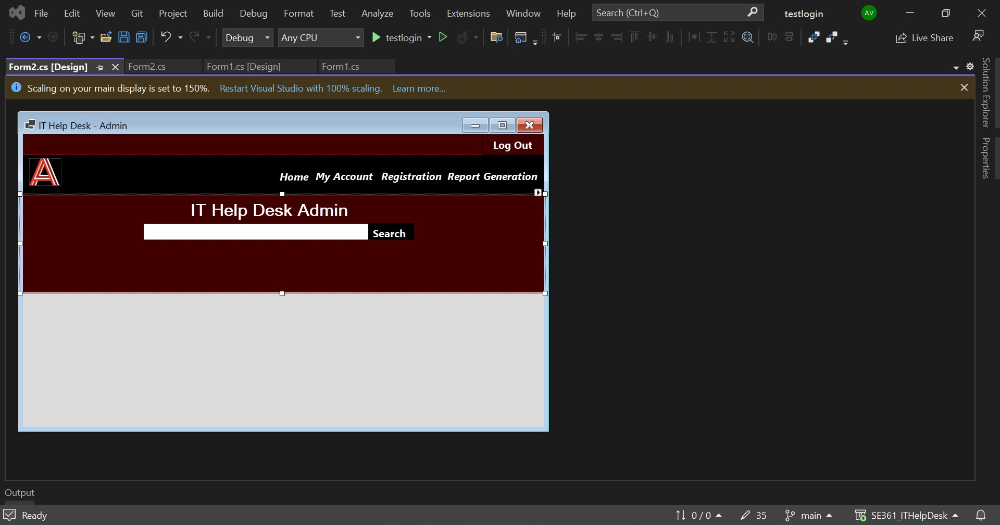 File Edit View Git Project Build Debug Format Test Analyze Tools Extensions Window Help Search (Ctrl+Q) testlogin AV
Debug Any CPU testlogin Live Share
Form2.cs [Design] Form2.cs Form1.cs [Design] Form1.cs
Scaling on your main display is set to 150%. Restart Visual Studio with 100% scaling. Learn more...
Solution Explorer
Properties
IT Help Desk - Admin
Log Out
Home My Account Registration Report Generation
IT Help Desk Admin
Search
Output
Ready 0 / 0 35 main SE361_ITHelpDesk